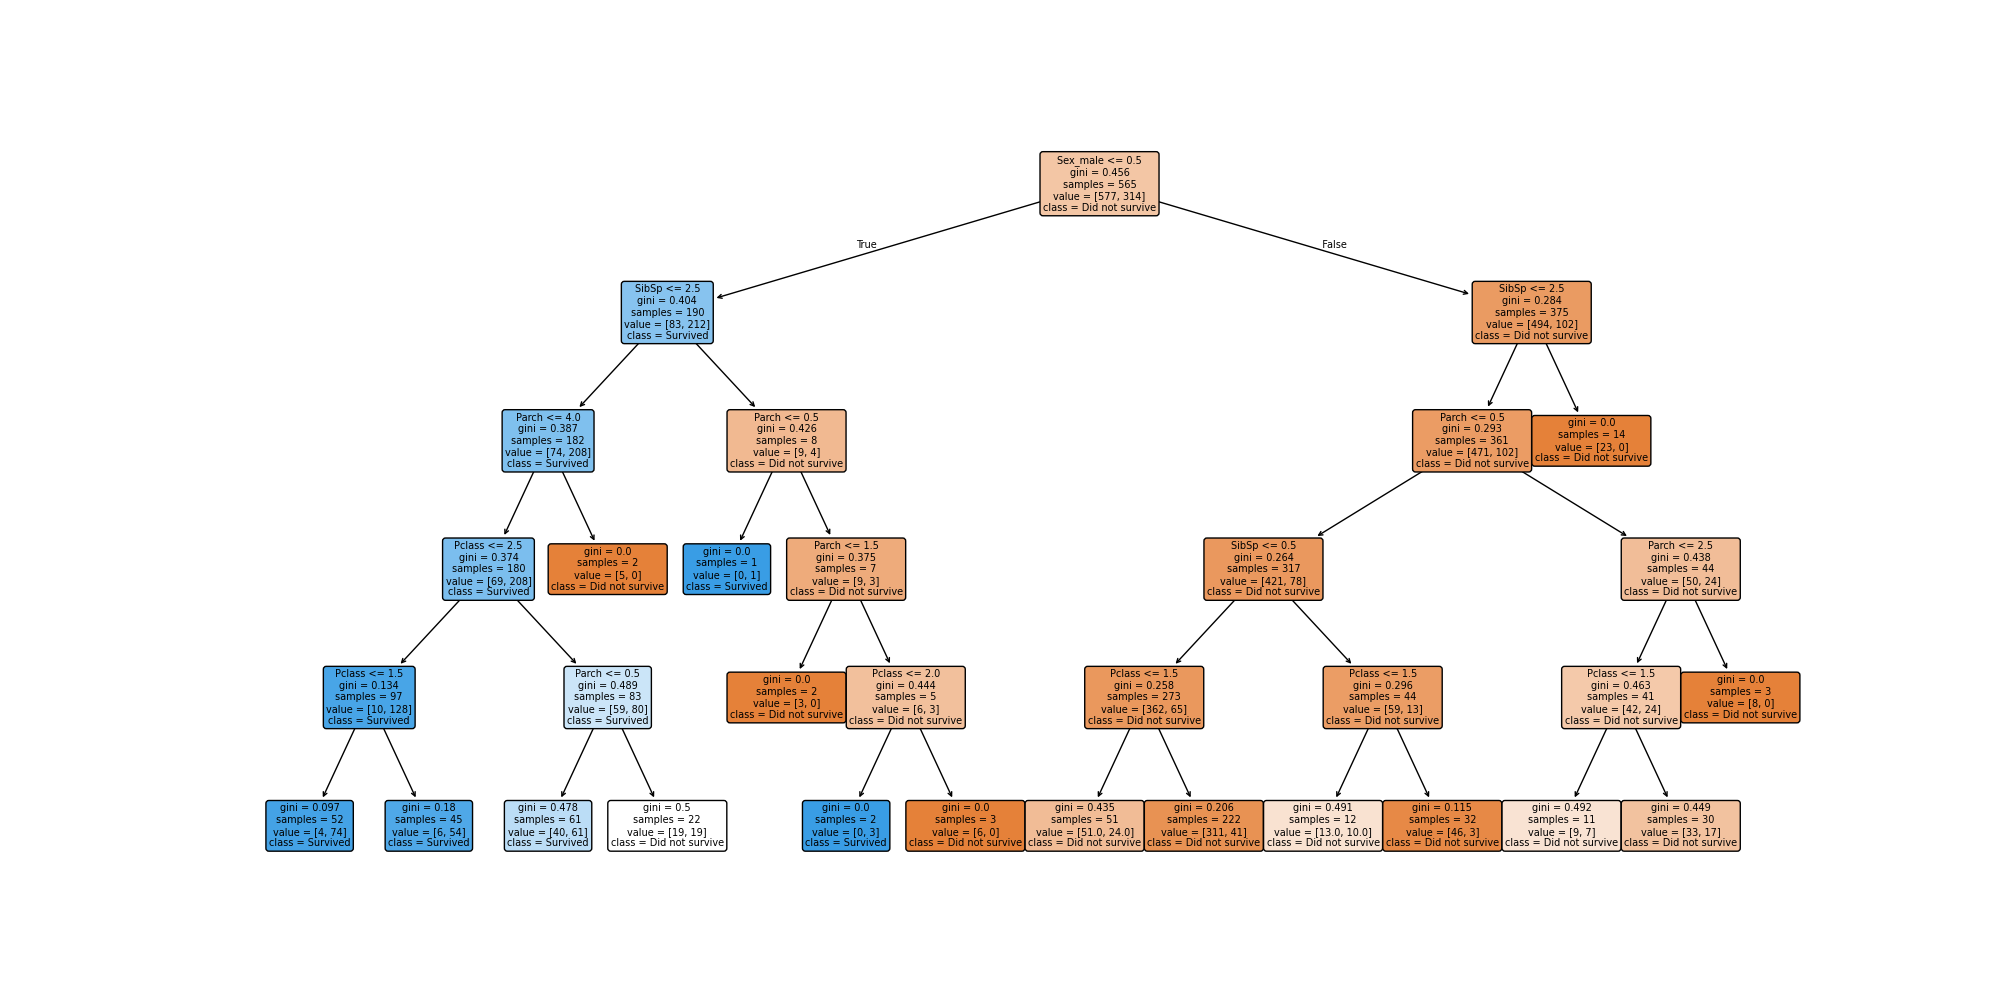 Sex_male <= 0.5
gini = 0.456
samples = 565
value = [577, 314]
class = Did not survive
True
False
SibSp <= 2.5
gini = 0.404
samples = 190
value = [83, 212]
class = Survived
SibSp <= 2.5
gini = 0.284
samples = 375
value = [494, 102]
class = Did not survive
Parch <= 4.0
gini = 0.387
samples = 182
value = [74, 208]
class = Survived
Parch <= 0.5
gini = 0.426
samples = 8
value = [9, 4]
class = Did not survive
Parch <= 0.5
gini = 0.293
samples = 361
value = [471, 102]
class = Did not survive
gini = 0.0
samples = 14
value = [23, 0]
class = Did not survive
Pclass <= 2.5
gini = 0.374
samples = 180
value = [69, 208]
class = Survived
gini = 0.0
samples = 2
value = [5, 0]
class = Did not survive
gini = 0.0
samples = 1
value = [0, 1]
class = Survived
Parch <= 1.5
gini = 0.375
samples = 7
value = [9, 3]
class = Did not survive
SibSp <= 0.5
gini = 0.264
samples = 317
value = [421, 78]
class = Did not survive
Parch <= 2.5
gini = 0.438
samples = 44
value = [50, 24]
class = Did not survive
Pclass <= 1.5
gini = 0.134
samples = 97
value = [10, 128]
class = Survived
Parch <= 0.5
gini = 0.489
samples = 83
value = [59, 80]
class = Survived
gini = 0.0
samples = 2
value = [3, 0]
class = Did not survive
Pclass <= 2.0
gini = 0.444
samples = 5
value = [6, 3]
class = Did not survive
Pclass <= 1.5
gini = 0.258
samples = 273
value = [362, 65]
class = Did not survive
Pclass <= 1.5
gini = 0.296
samples = 44
value = [59, 13]
class = Did not survive
Pclass <= 1.5
gini = 0.463
samples = 41
value = [42, 24]
class = Did not survive
gini = 0.0
samples = 3
value = [8, 0]
class = Did not survive
gini = 0.097
samples = 52
value = [4, 74]
class = Survived
gini = 0.18
samples = 45
value = [6, 54]
class = Survived
gini = 0.478
samples = 61
value = [40, 61]
class = Survived
gini = 0.5
samples = 22
value = [19, 19]
class = Did not survive
gini = 0.0
samples = 2
value = [0, 3]
class = Survived
gini = 0.0
samples = 3
value = [6, 0]
class = Did not survive
gini = 0.435
samples = 51
value = [51.0, 24.0]
class = Did not survive
gini = 0.206
samples = 222
value = [311, 41]
class = Did not survive
gini = 0.491
samples = 12
value = [13.0, 10.0]
class = Did not survive
gini = 0.115
samples = 32
value = [46, 3]
class = Did not survive
gini = 0.492
samples = 11
value = [9, 7]
class = Did not survive
gini = 0.449
samples = 30
value = [33, 17]
class = Did not survive